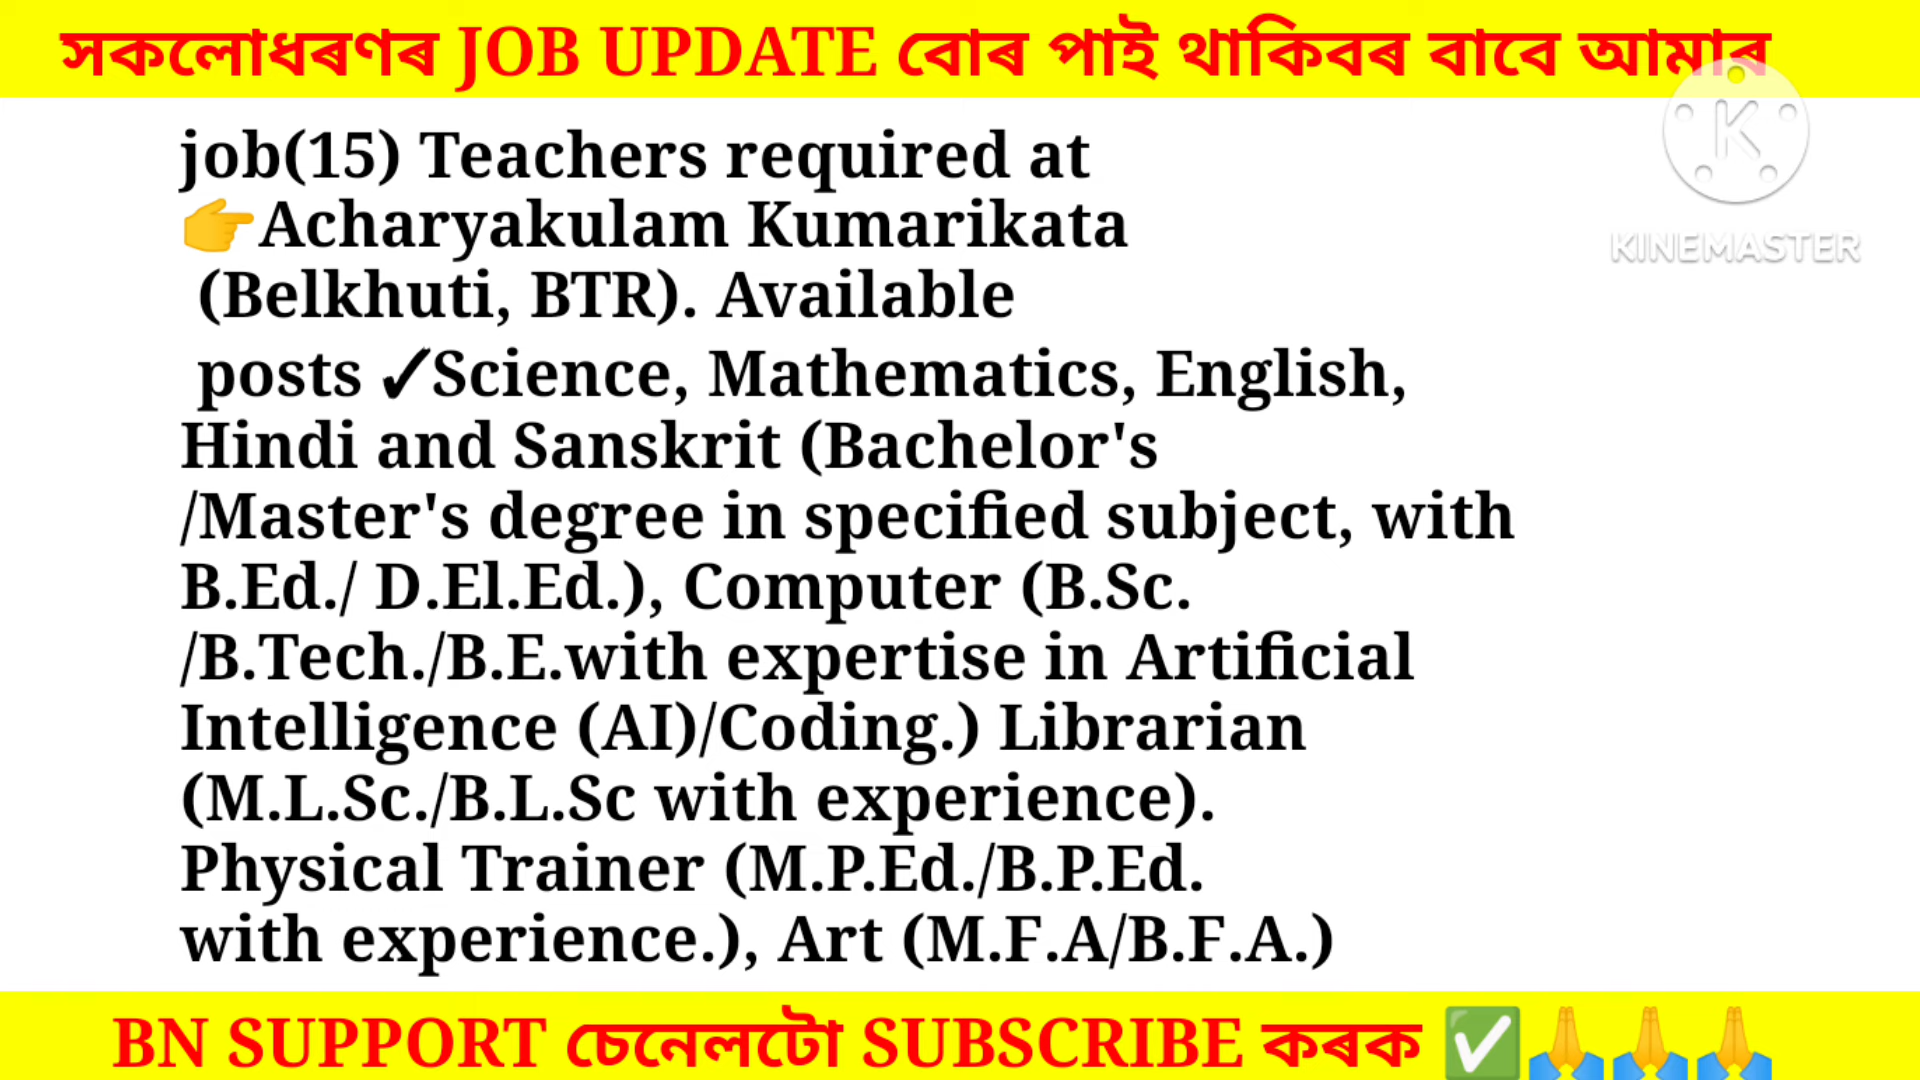 সকলোধৰণৰ JOB UPDATE বোৰ পাই থাকিবৰ বাবে আমাৰ
job(15) Teachers required at
👉Acharyakulam Kumarikata
(Belkhuti, BTR). Available
posts ✓Science, Mathematics, English,
Hindi and Sanskrit (Bachelor's
/Master's degree in specified subject, with
B.Ed./ D.El.Ed.), Computer (B.Sc.
/B.Tech./B.E.with expertise in Artificial
Intelligence (AI)/Coding.) Librarian
(M.L.Sc./B.L.Sc with experience).
Physical Trainer (M.P.Ed./B.P.Ed.
with experience.), Art (M.F.A/B.F.A.)
BN SUPPORT চেনেলটো SUBSCRIBE কৰক ✅🙏🙏🙏
K
KINEMASTER